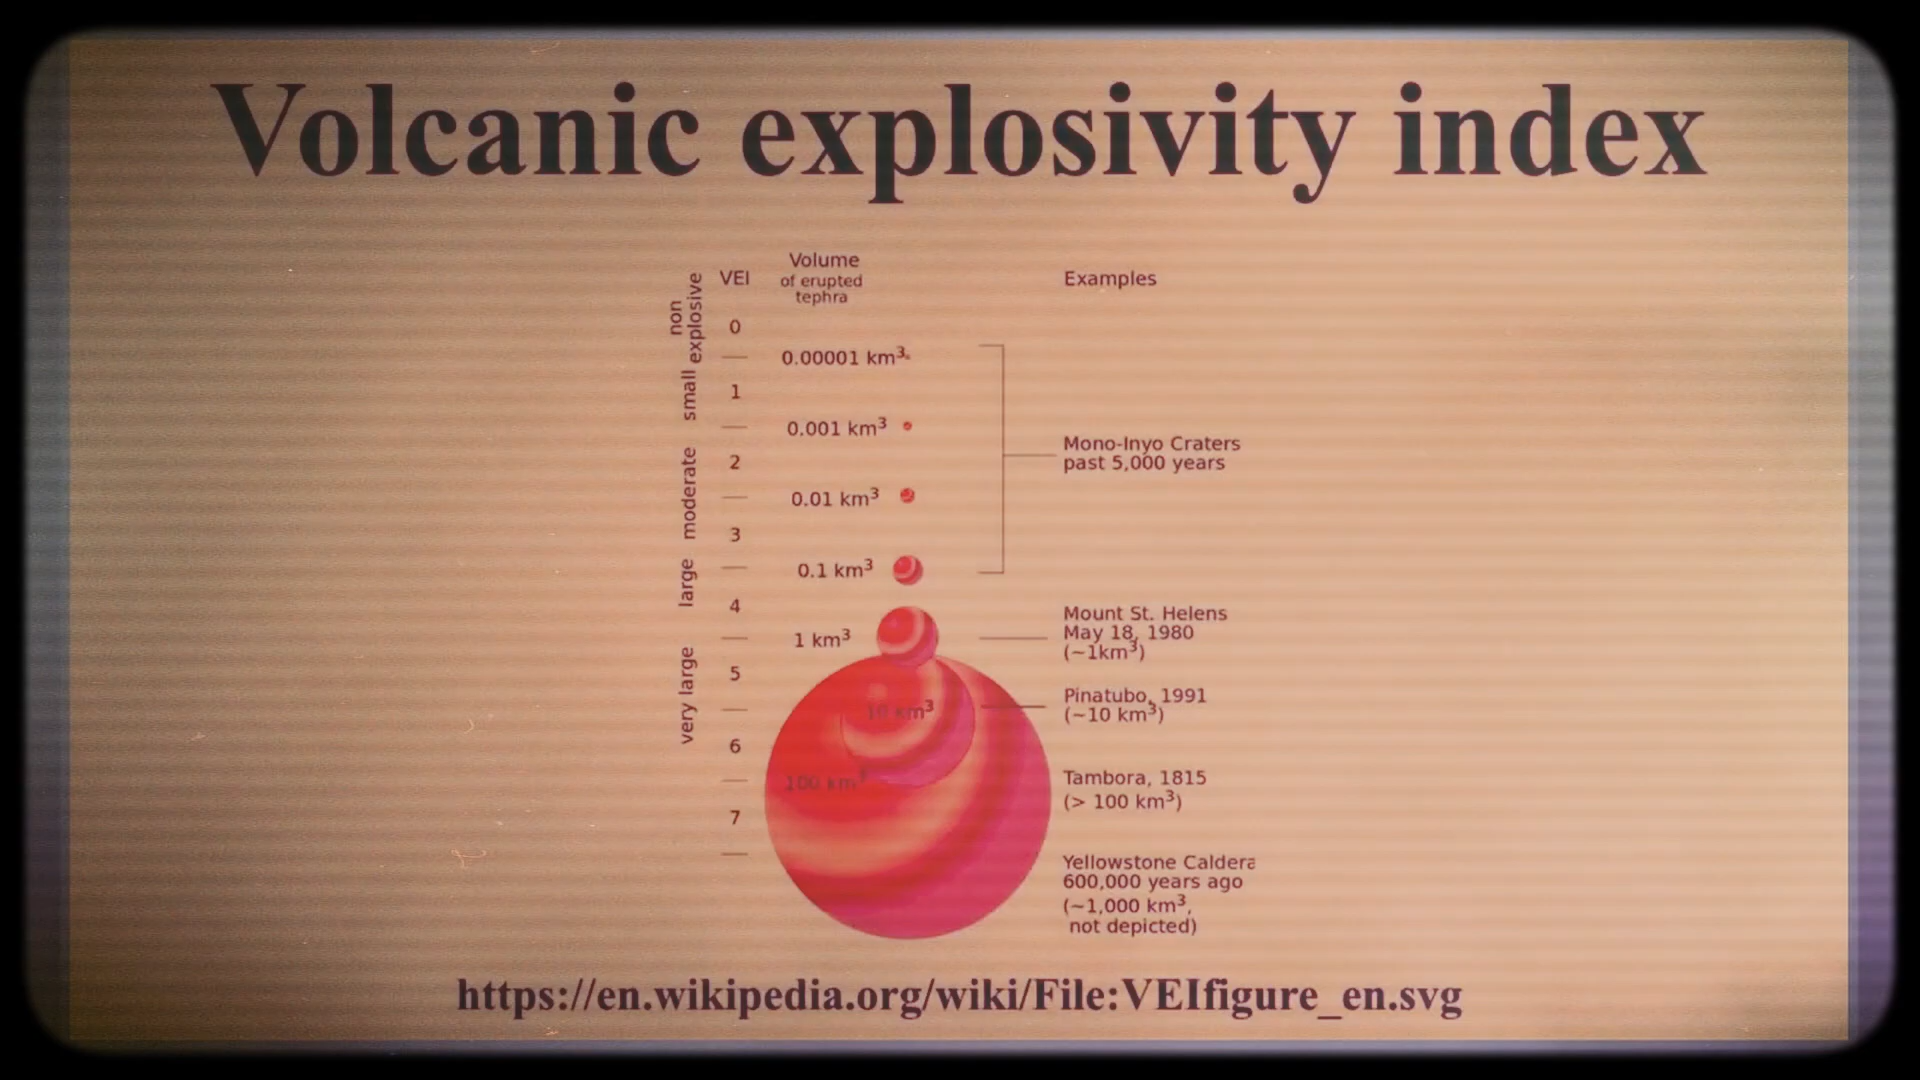 Volcanic explosivity index
VEI
Volume
of erupted
tephra
Examples
non
explosive
small
moderate
large
very large
0
0.00001 km³
1
0.001 km³
2
0.01 km³
3
0.1 km³
4
1 km³
5
10 km³
6
100 km³
7
Mono-Inyo Craters
past 5,000 years
Mount St. Helens
May 18, 1980
(~1km³)
Pinatubo, 1991
(~10 km³)
Tambora, 1815
(> 100 km³)
Yellowstone Caldera
600,000 years ago
(~1,000 km³,
not depicted)
https://en.wikipedia.org/wiki/File:VEIfigure_en.svg